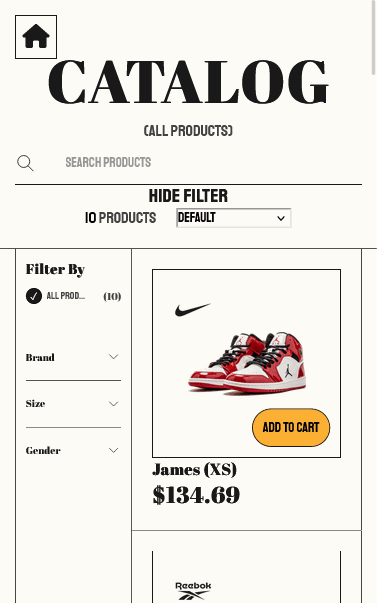 CATALOG
(ALL PRODUCTS)
SEARCH PRODUCTS
HIDE FILTER
10 PRODUCTS
DEFAULT
Filter By
ALL PROD... (10)
Brand
Size
Gender
ADD TO CART
James (XS)
$134.69
Reebok